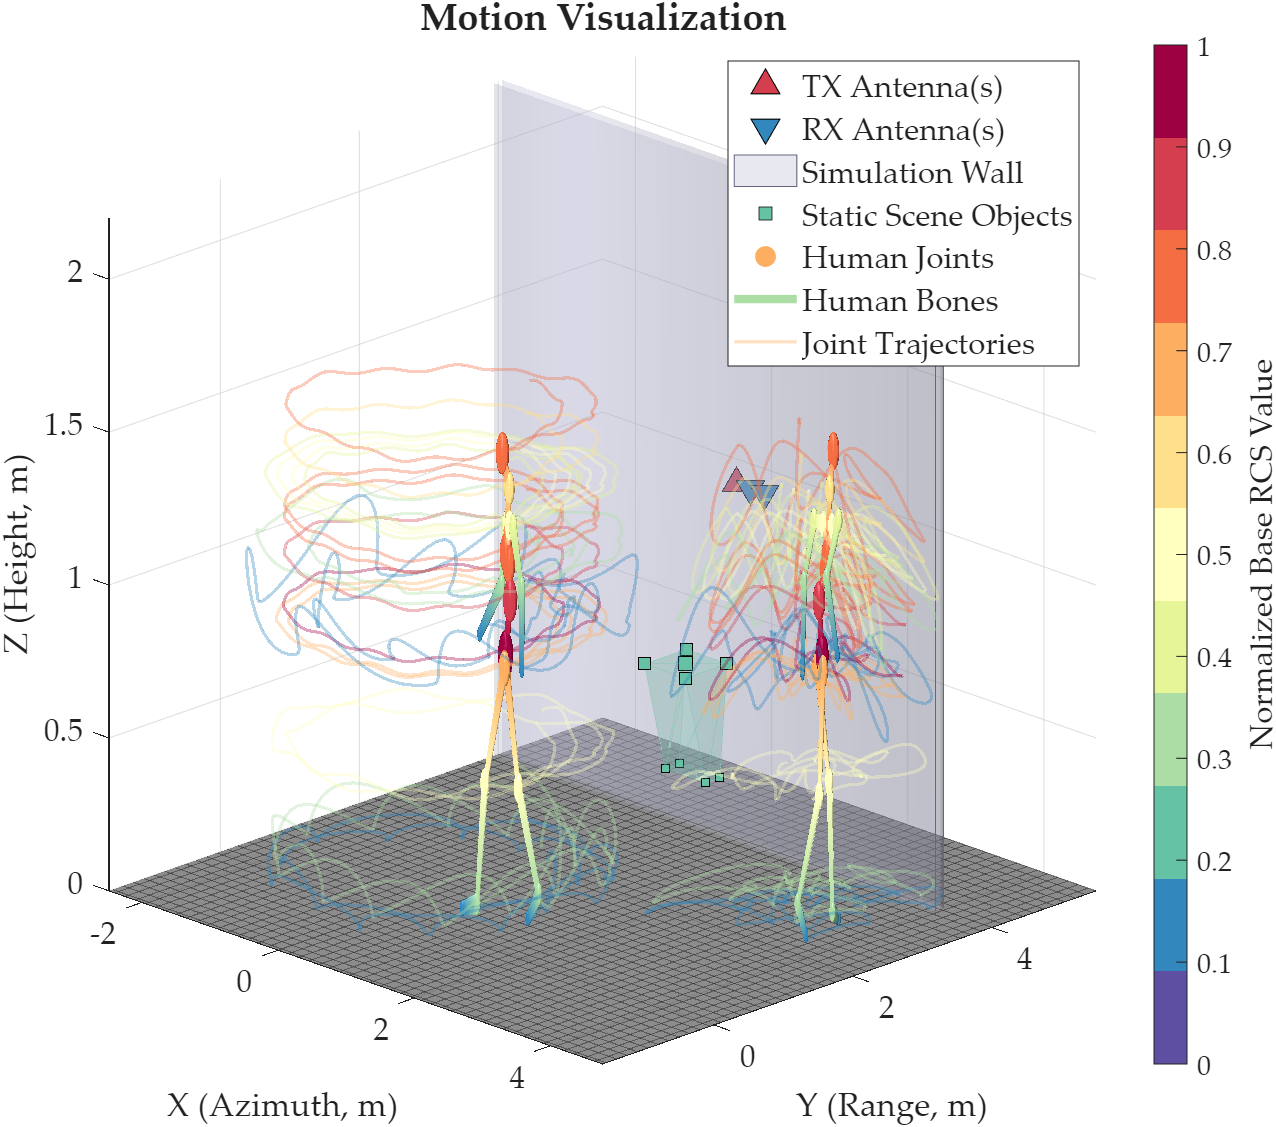 Motion Visualization
TX Antenna(s)
RX Antenna(s)
Simulation Wall
Static Scene Objects
Human Joints
Human Bones
Joint Trajectories
Z (Height, m)
2
1.5
1
0.5
0
-2
0
2
4
X (Azimuth, m)
0
2
4
Y (Range, m)
1
0.9
0.8
0.7
0.6
0.5
0.4
0.3
0.2
0.1
0
Normalized Base RCS Value